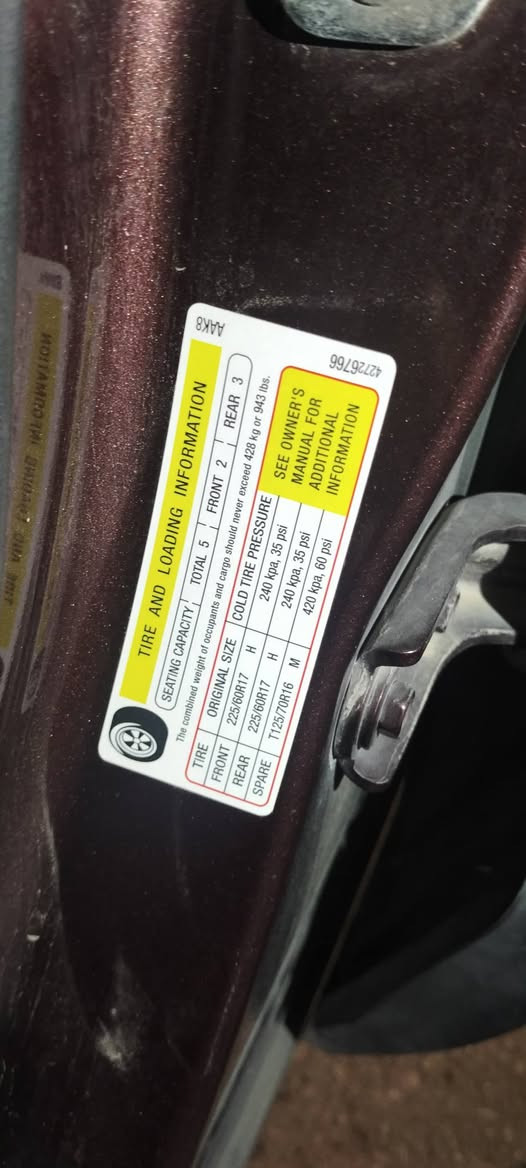 TIRE AND LOADING INFORMATION
SEATING CAPACITY TOTAL 5 FRONT 2 REAR 3
The combined weight of occupants and cargo should never exceed 428 kg or 943 lbs.
TIRE ORIGINAL SIZE COLD TIRE PRESSURE
FRONT 225/60R17 H 240 kpa, 35 psi
REAR 225/60R17 H 240 kpa, 35 psi
SPARE T125/70R16 M 420 kpa, 60 psi
SEE OWNER'S
MANUAL FOR
ADDITIONAL
INFORMATION
AAK8
42726766